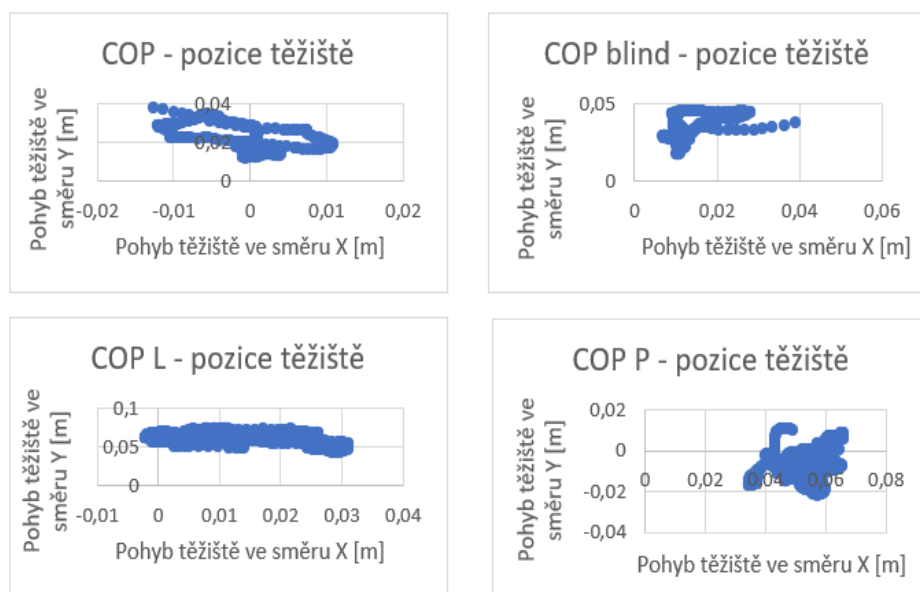 COP - pozice těžiště
Pohyb těžiště ve
směru Y [m]
0,04
0,02
0
-0,02
-0,01
0
0,01
0,02
Pohyb těžiště ve směru X [m]
COP blind - pozice těžiště
Pohyb těžiště ve
směru Y [m]
0,05
0
0
0,02
0,04
0,06
Pohyb těžiště ve směru X [m]
COP L - pozice těžiště
Pohyb těžiště ve
směru Y [m]
0,1
0,05
0
-0,01
0
0,01
0,02
0,03
0,04
Pohyb těžiště ve směru X [m]
COP P - pozice těžiště
Pohyb těžiště ve
směru Y [m]
0,02
0
-0,02
-0,04
0
0,02
0,04
0,06
0,08
Pohyb těžiště ve směru X [m]